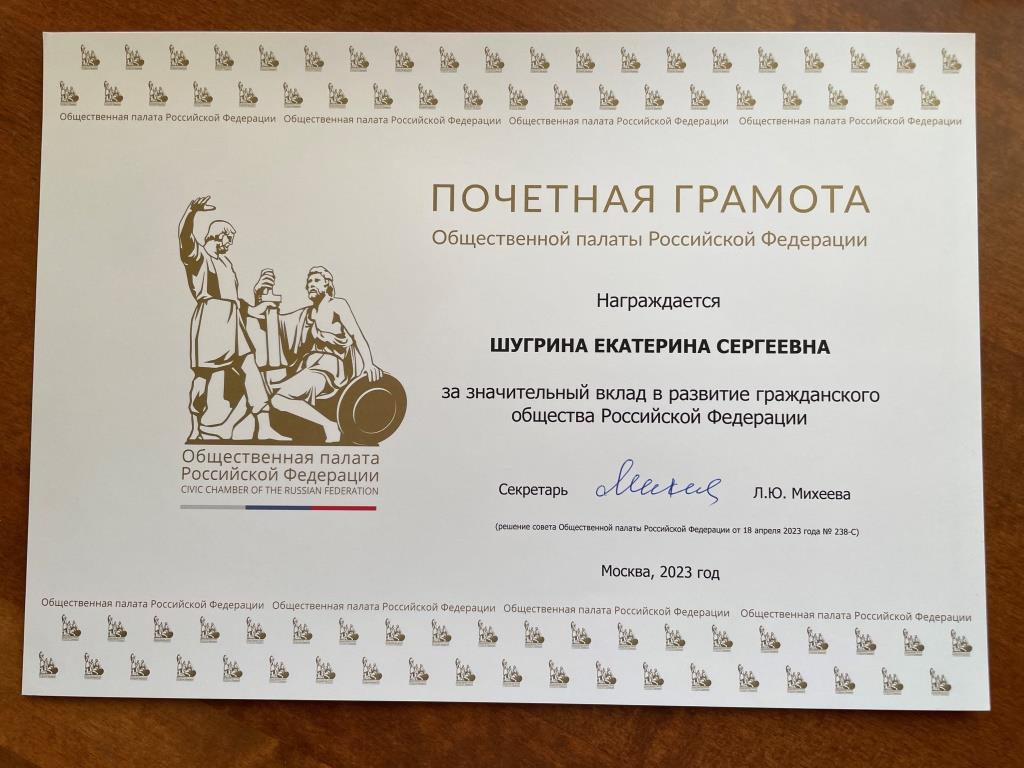 Общественная палата Российской Федерации Общественная палата Российской Федерации Общественная палата Российской Федерации Общественная палата Российской Федерации
ПОЧЕТНАЯ ГРАМОТА
Общественной палаты Российской Федерации
Награждается
ШУГРИНА ЕКАТЕРИНА СЕРГЕЕВНА
за значительный вклад в развитие гражданского
общества Российской Федерации
Общественная палата
Российской Федерации
CIVIC CHAMBER OF THE RUSSIAN FEDERATION
Секретарь Л.Ю. Михеева
(решение совета Общественной палаты Российской Федерации от 18 апреля 2023 года № 238-С)
Москва, 2023 год
Общественная палата Российской Федерации Общественная палата Российской Федерации Общественная палата Российской Федерации Общественная палата Российской Федерации